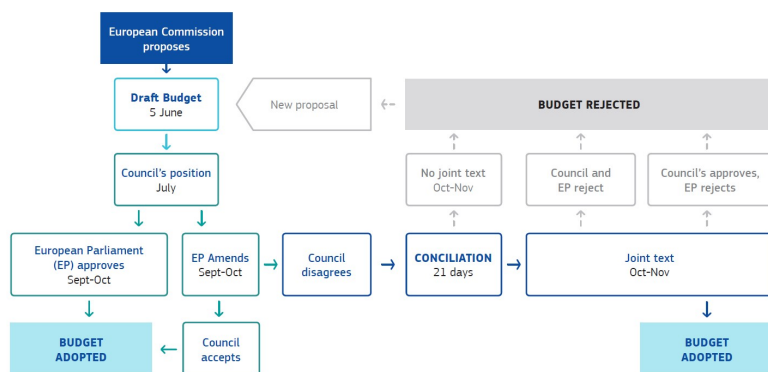 European Commission
proposes
Draft Budget
5 June
New proposal
BUDGET REJECTED
Council's position
July
No joint text
Oct-Nov
Council and
EP reject
Council's approves,
EP rejects
European Parliament
(EP) approves
Sept-Oct
EP Amends
Sept-Oct
Council
disagrees
CONCILIATION
21 days
Joint text
Oct-Nov
BUDGET
ADOPTED
Council
accepts
BUDGET
ADOPTED